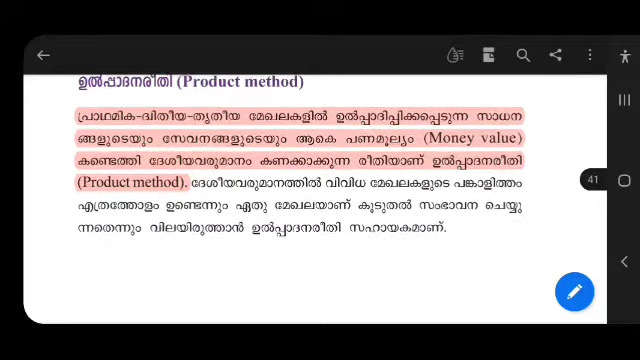 ഉൽപ്പാദനരീതി (Product method)
പ്രാഥമിക-ദ്വിതീയ-തൃതീയ മേഖലകളിൽ ഉൽപ്പാദിപ്പിക്കപ്പെടുന്ന സാധന
ങ്ങളുടെയും സേവനങ്ങളുടെയും ആകെ പണമൂല്യം (Money value)
കണ്ടെത്തി ദേശീയവരുമാനം കണക്കാക്കുന്ന രീതിയാണ് ഉൽപ്പാദനരീതി
(Product method). ദേശീയവരുമാനത്തിൽ വിവിധ മേഖലകളുടെ പങ്കാളിത്തം
എത്രത്തോളം ഉണ്ടെന്നും ഏതു മേഖലയാണ് കൂടുതൽ സംഭാവന ചെയ്യു
ന്നതെന്നും വിലയിരുത്താൻ ഉൽപ്പാദനരീതി സഹായകമാണ്.
41